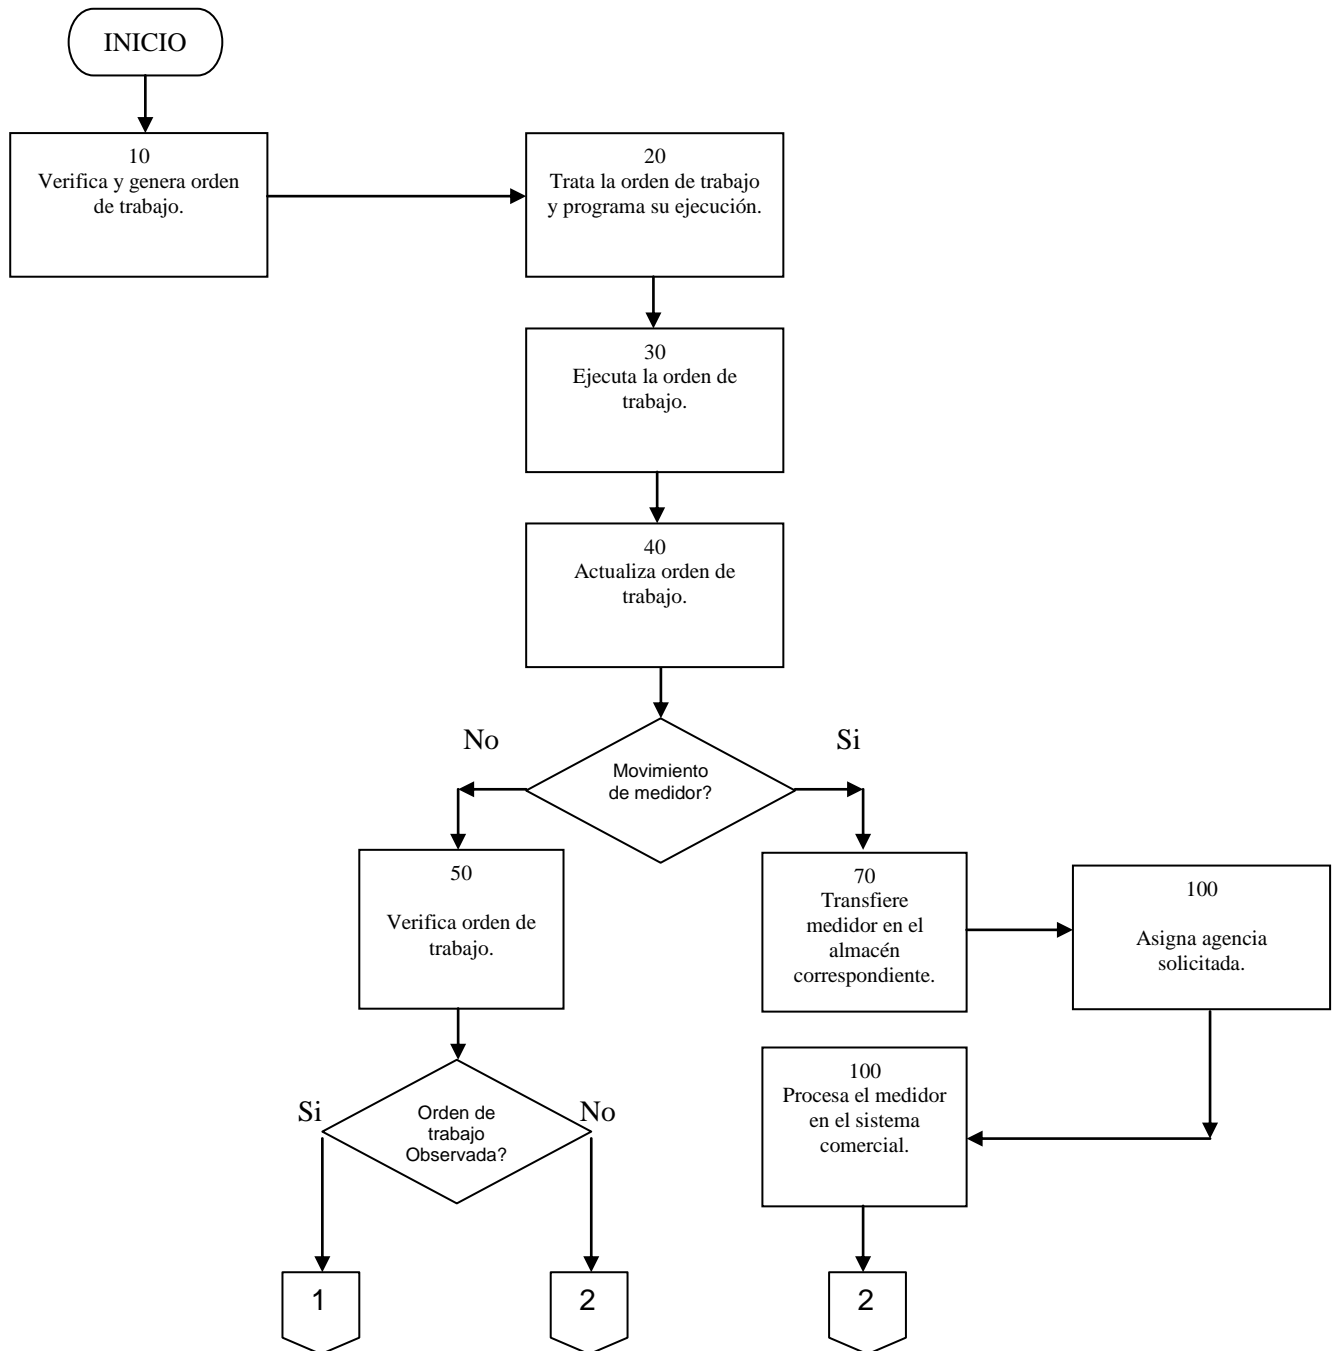 INICIO
10
Verifica y genera orden
de trabajo.
20
Trata la orden de trabajo
y programa su ejecución.
30
Ejecuta la orden de
trabajo.
40
Actualiza orden de
trabajo.
No
Si
Movimiento
de medidor?
50
Verifica orden de
trabajo.
70
Transfiere
medidor en el
almacén
correspondiente.
100
Asigna agencia
solicitada.
Si
Orden de
trabajo
Observada?
No
100
Procesa el medidor
en el sistema
comercial.
1
2
2